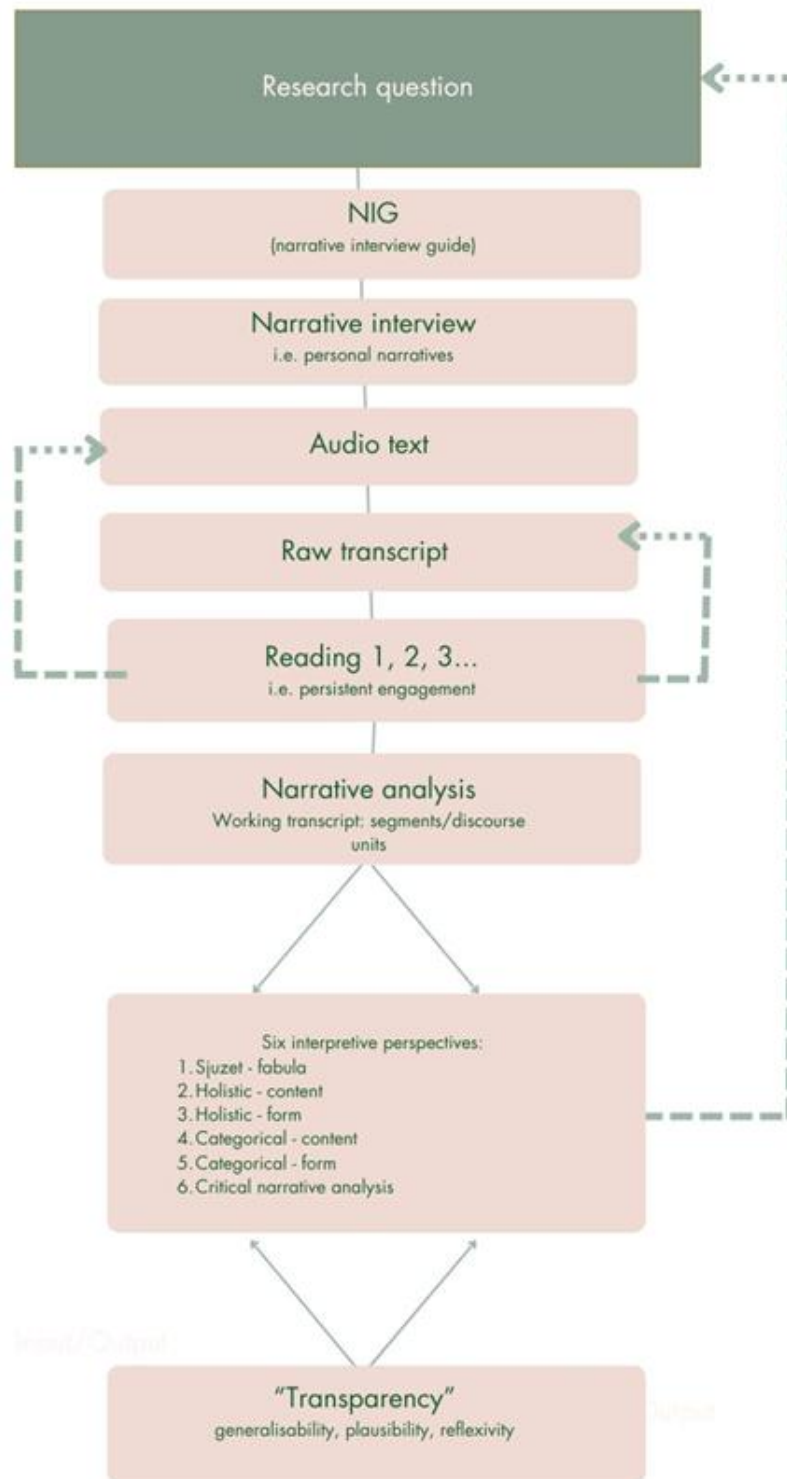 Research question
NIG
(narrative interview guide)
Narrative interview
i.e. personal narratives
Audio text
Raw transcript
Reading 1, 2, 3...
i.e. persistent engagement
Narrative analysis
Working transcript: segments/discourse
units
Six interpretive perspectives:
1. Sjuzet - fabula
2. Holistic - content
3. Holistic - form
4. Categorical - content
5. Categorical - form
6. Critical narrative analysis
"Transparency"
generalisability, plausibility, reflexivity